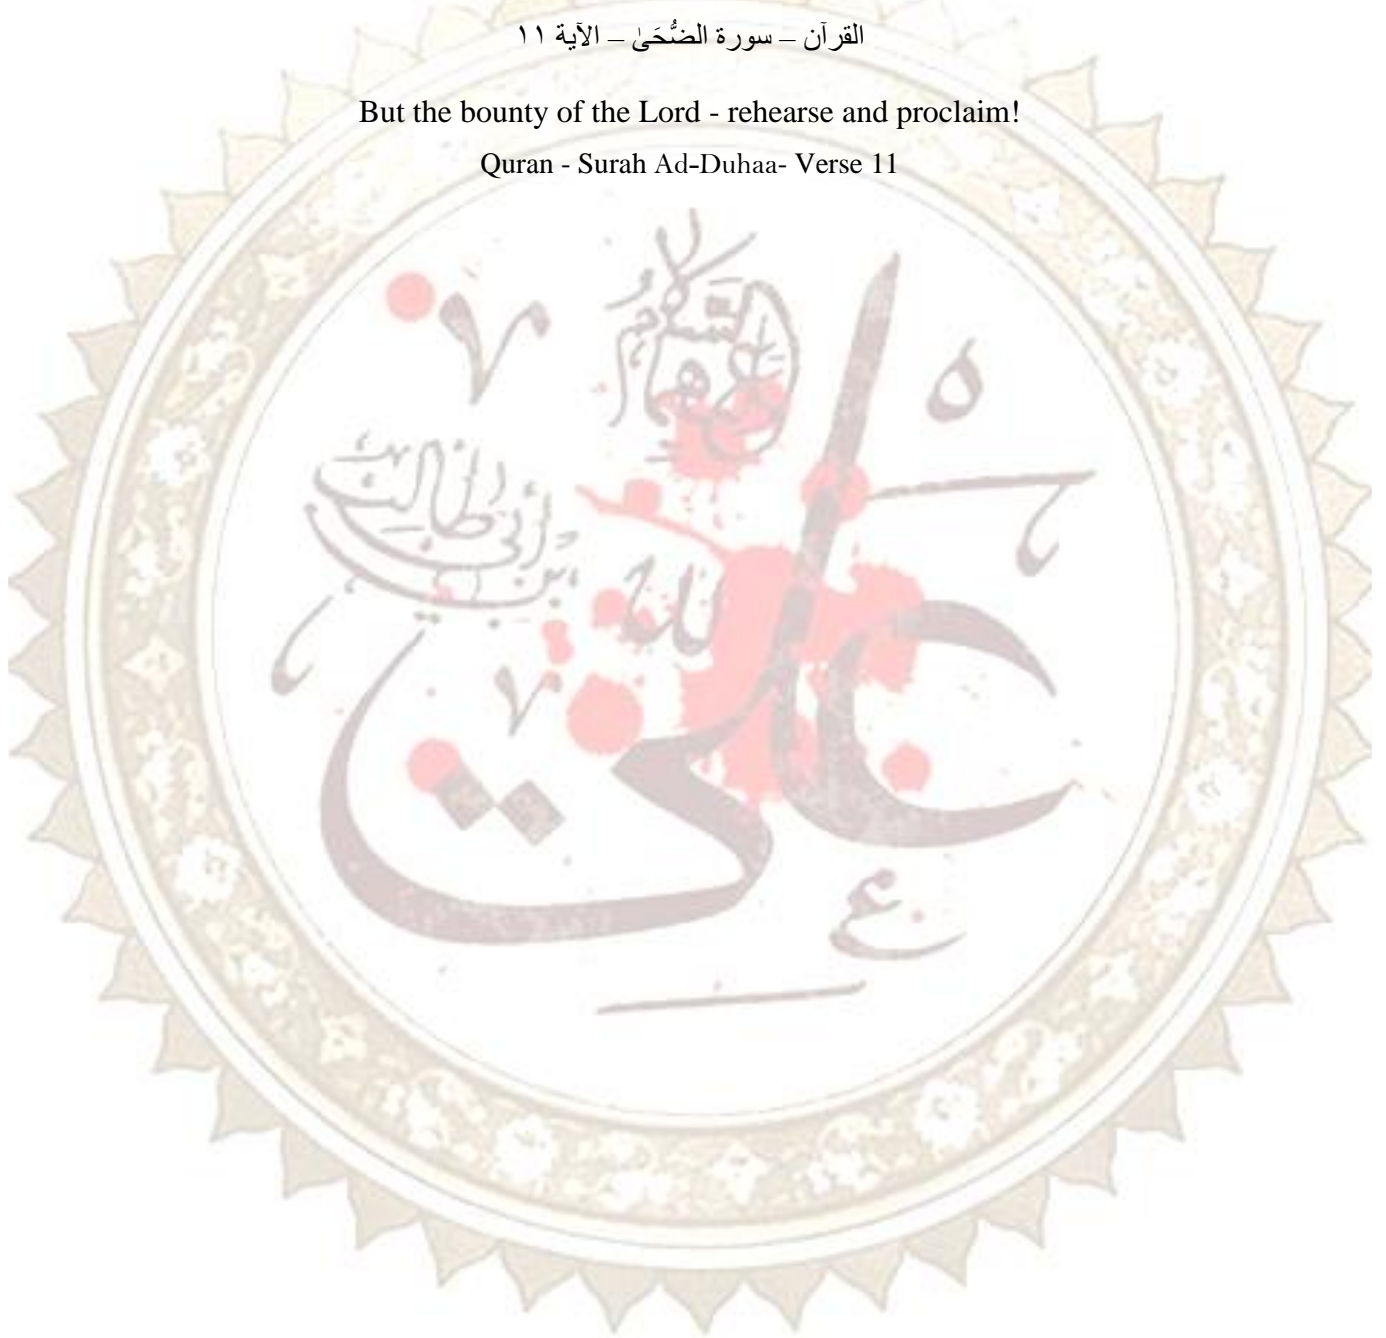 القرآن – سورة الضُّحَىٰ – الآية ١١
But the bounty of the Lord - rehearse and proclaim!
Quran - Surah Ad-Duhaa- Verse 11
السلام
بن أبي طالب
علي